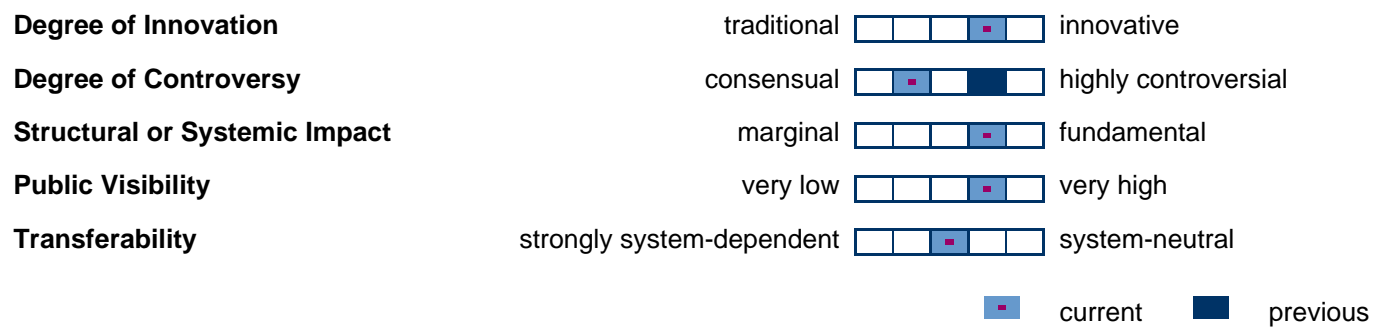 Degree of Innovation traditional innovative
Degree of Controversy consensual highly controversial
Structural or Systemic Impact marginal fundamental
Public Visibility very low very high
Transferability strongly system-dependent system-neutral
current previous